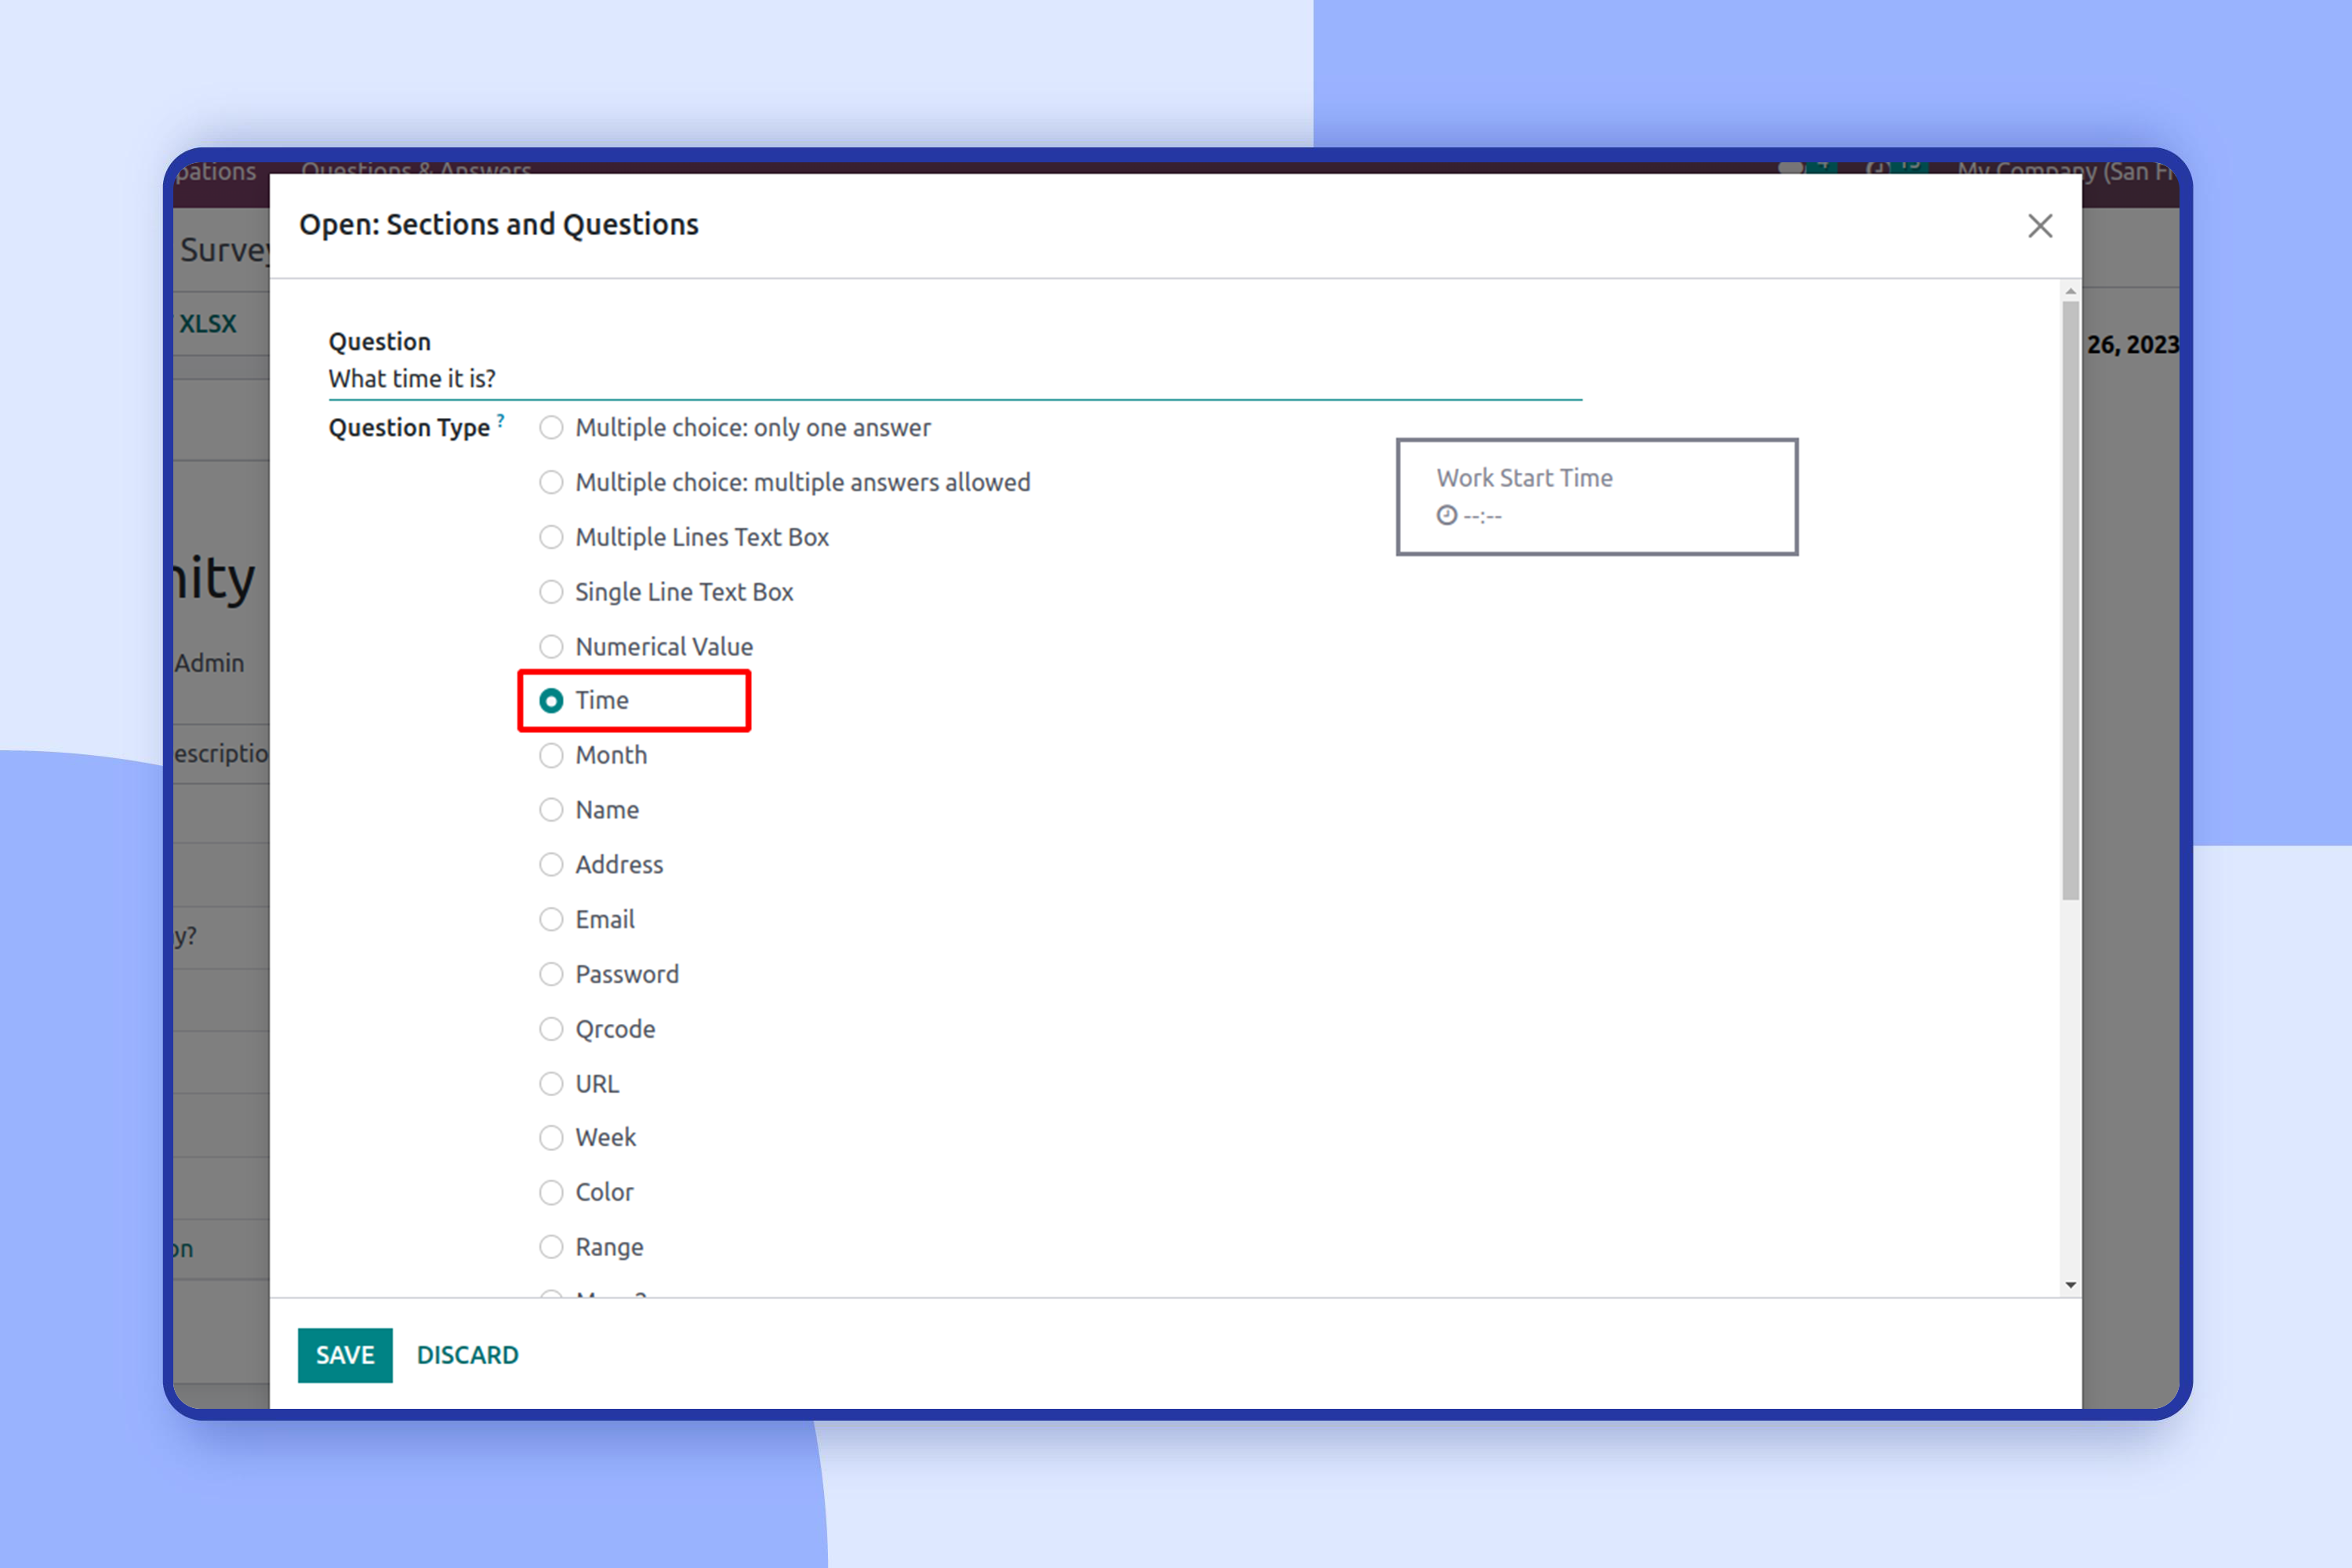 Questions & Answers
My Company (San Fr
Open: Sections and Questions
XLSX
26, 2023
Question
What time it is?
Question Type ?
Multiple choice: only one answer
Multiple choice: multiple answers allowed
Multiple Lines Text Box
Single Line Text Box
Numerical Value
Time
Month
Name
Address
Email
Password
Qrcode
URL
Week
Color
Range
Work Start Time
--:--
nity
Admin
escriptio
y?
on
SAVE
DISCARD